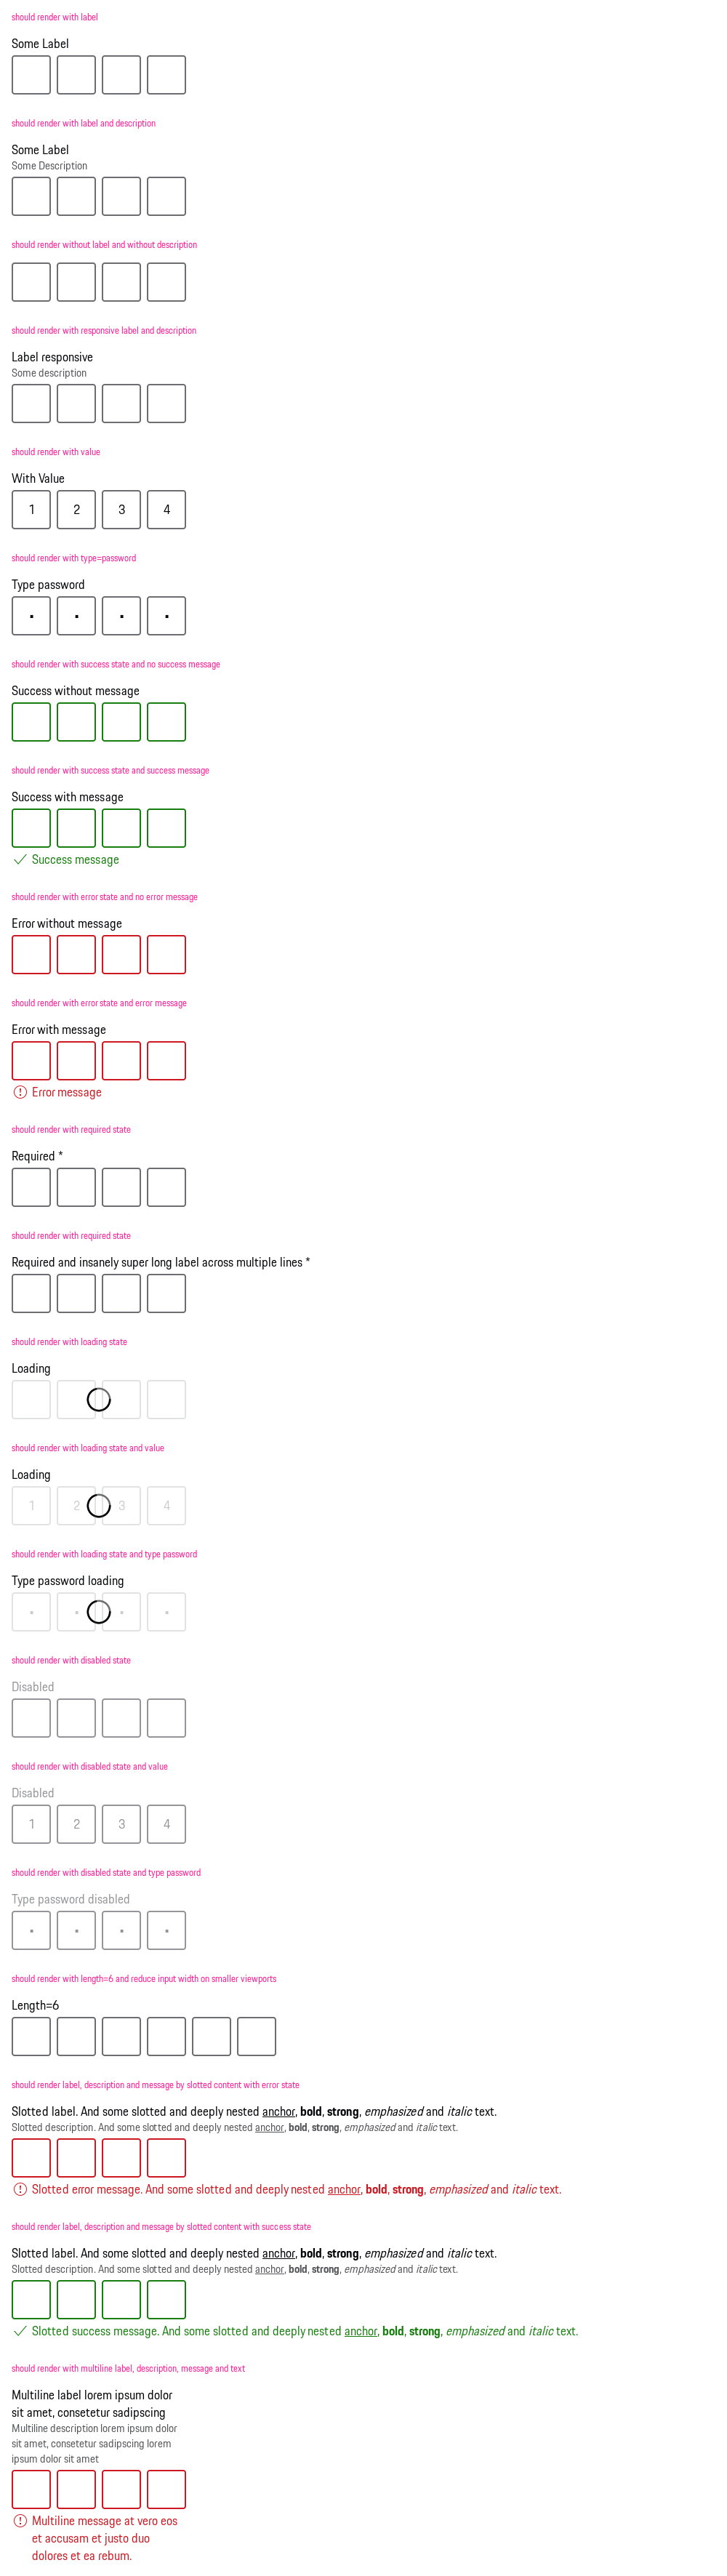 should render with label
Some Label
should render with label and description
Some Label
Some Description
should render without label and without description
should render with responsive label and description
Label responsive
Some description
should render with value
With Value
1 2 3 4
should render with type=password
Type password
should render with success state and no success message
Success without message
should render with success state and success message
Success with message
Success message
should render with error state and no error message
Error without message
should render with error state and error message
Error with message
Error message
should render with required state
Required *
should render with required state
Required and insanely super long label across multiple lines *
should render with loading state
Loading
should render with loading state and value
Loading
1 2 3 4
should render with loading state and type password
Type password loading
should render with disabled state
Disabled
should render with disabled state and value
Disabled
1 2 3 4
should render with disabled state and type password
Type password disabled
should render with length=6 and reduce input width on smaller viewports
Length=6
should render label, description and message by slotted content with error state
Slotted label. And some slotted and deeply nested anchor, bold, strong, emphasized and italic text.
Slotted description. And some slotted and deeply nested anchor, bold, strong, emphasized and italic text.
Slotted error message. And some slotted and deeply nested anchor, bold, strong, emphasized and italic text.
should render label, description and message by slotted content with success state
Slotted label. And some slotted and deeply nested anchor, bold, strong, emphasized and italic text.
Slotted description. And some slotted and deeply nested anchor, bold, strong, emphasized and italic text.
Slotted success message. And some slotted and deeply nested anchor, bold, strong, emphasized and italic text.
should render with multiline label, description, message and text
Multiline label lorem ipsum dolor
sit amet, consetetur sadipscing
Multiline description lorem ipsum dolor
sit amet, consetetur sadipscing lorem
ipsum dolor sit amet
Multiline message at vero eos
et accusam et justo duo
dolores et ea rebum.